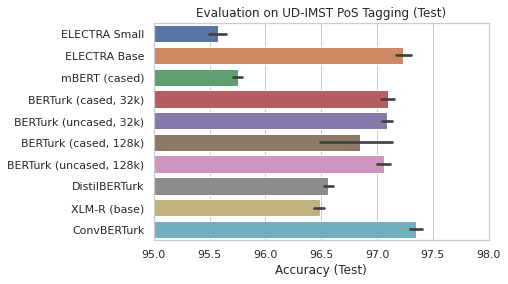 Evaluation on UD-IMST PoS Tagging (Test)
ELECTRA Small
ELECTRA Base
mBERT (cased)
BERTurk (cased, 32k)
BERTurk (uncased, 32k)
BERTurk (cased, 128k)
BERTurk (uncased, 128k)
DistilBERTurk
XLM-R (base)
ConvBERTurk
95.0 95.5 96.0 96.5 97.0 97.5 98.0
Accuracy (Test)